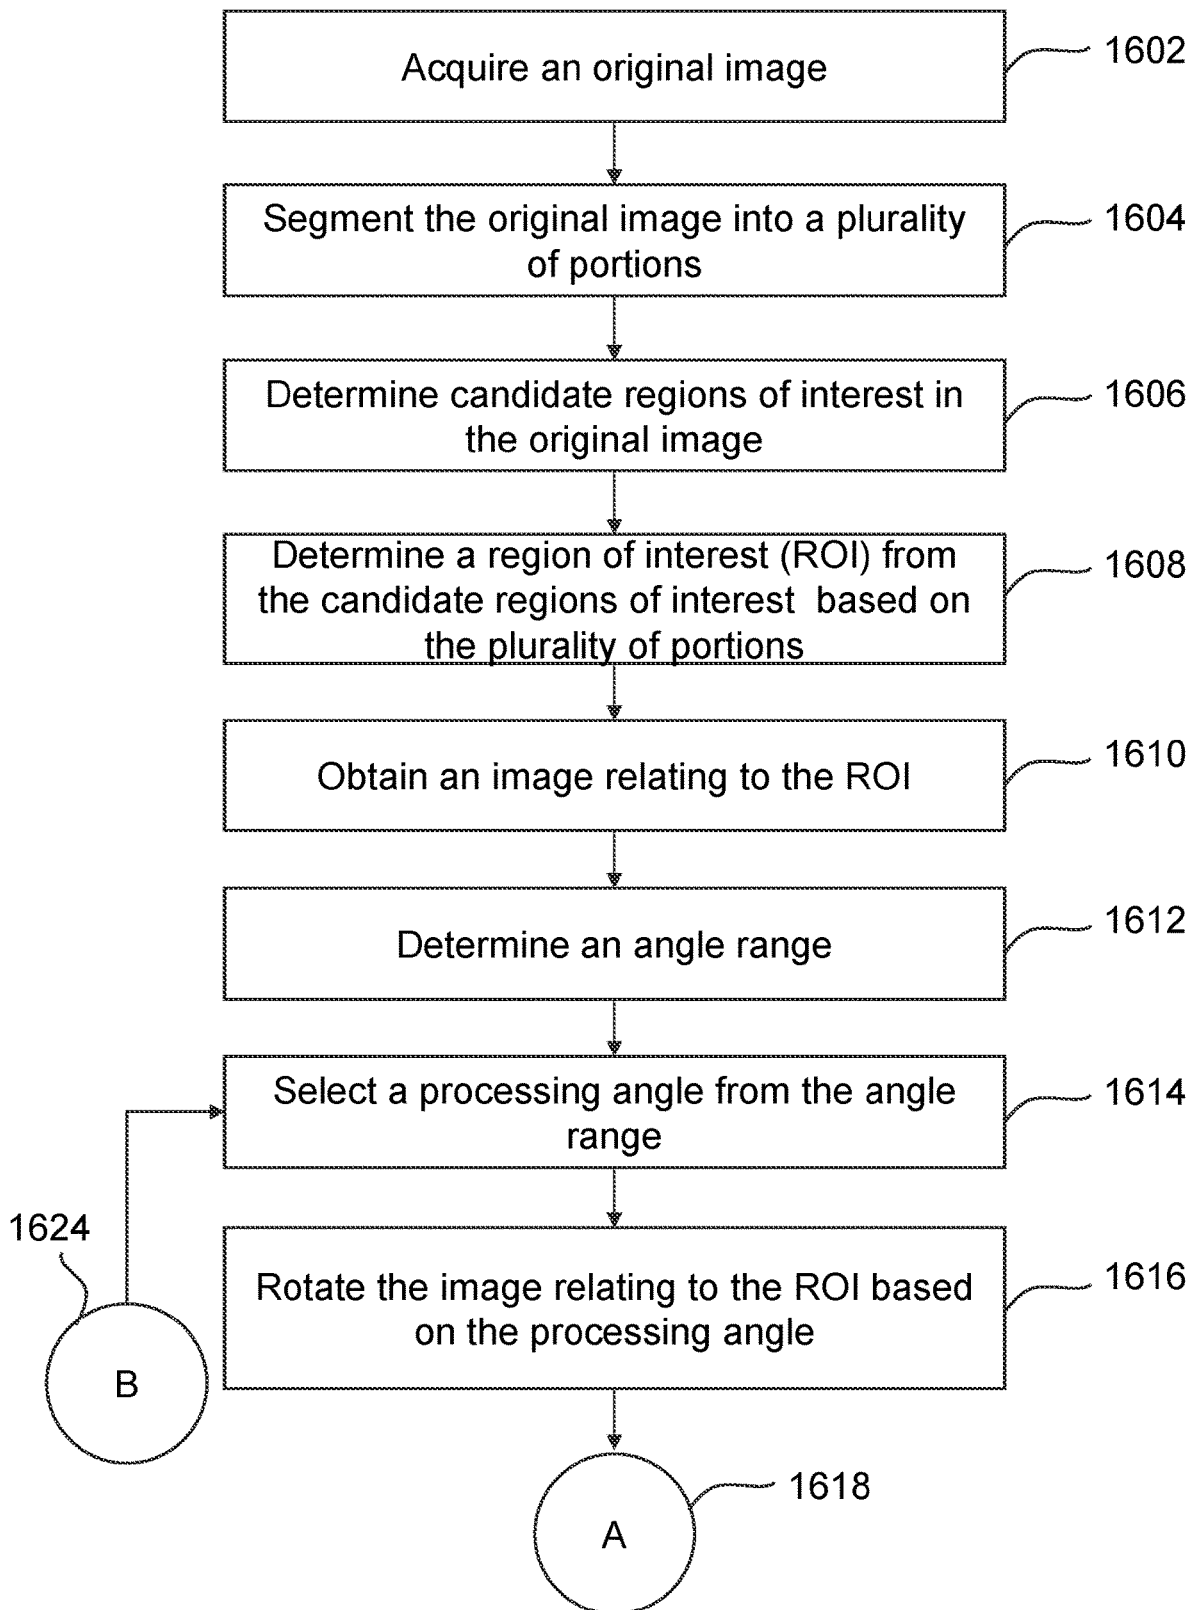 Acquire an original image
1602
Segment the original image into a plurality
of portions
1604
Determine candidate regions of interest in
the original image
1606
Determine a region of interest (ROI) from
the candidate regions of interest  based on
the plurality of portions
1608
Obtain an image relating to the ROI
1610
Determine an angle range
1612
Select a processing angle from the angle
range
1614
1624
B
Rotate the image relating to the ROI based
on the processing angle
1616
A
1618